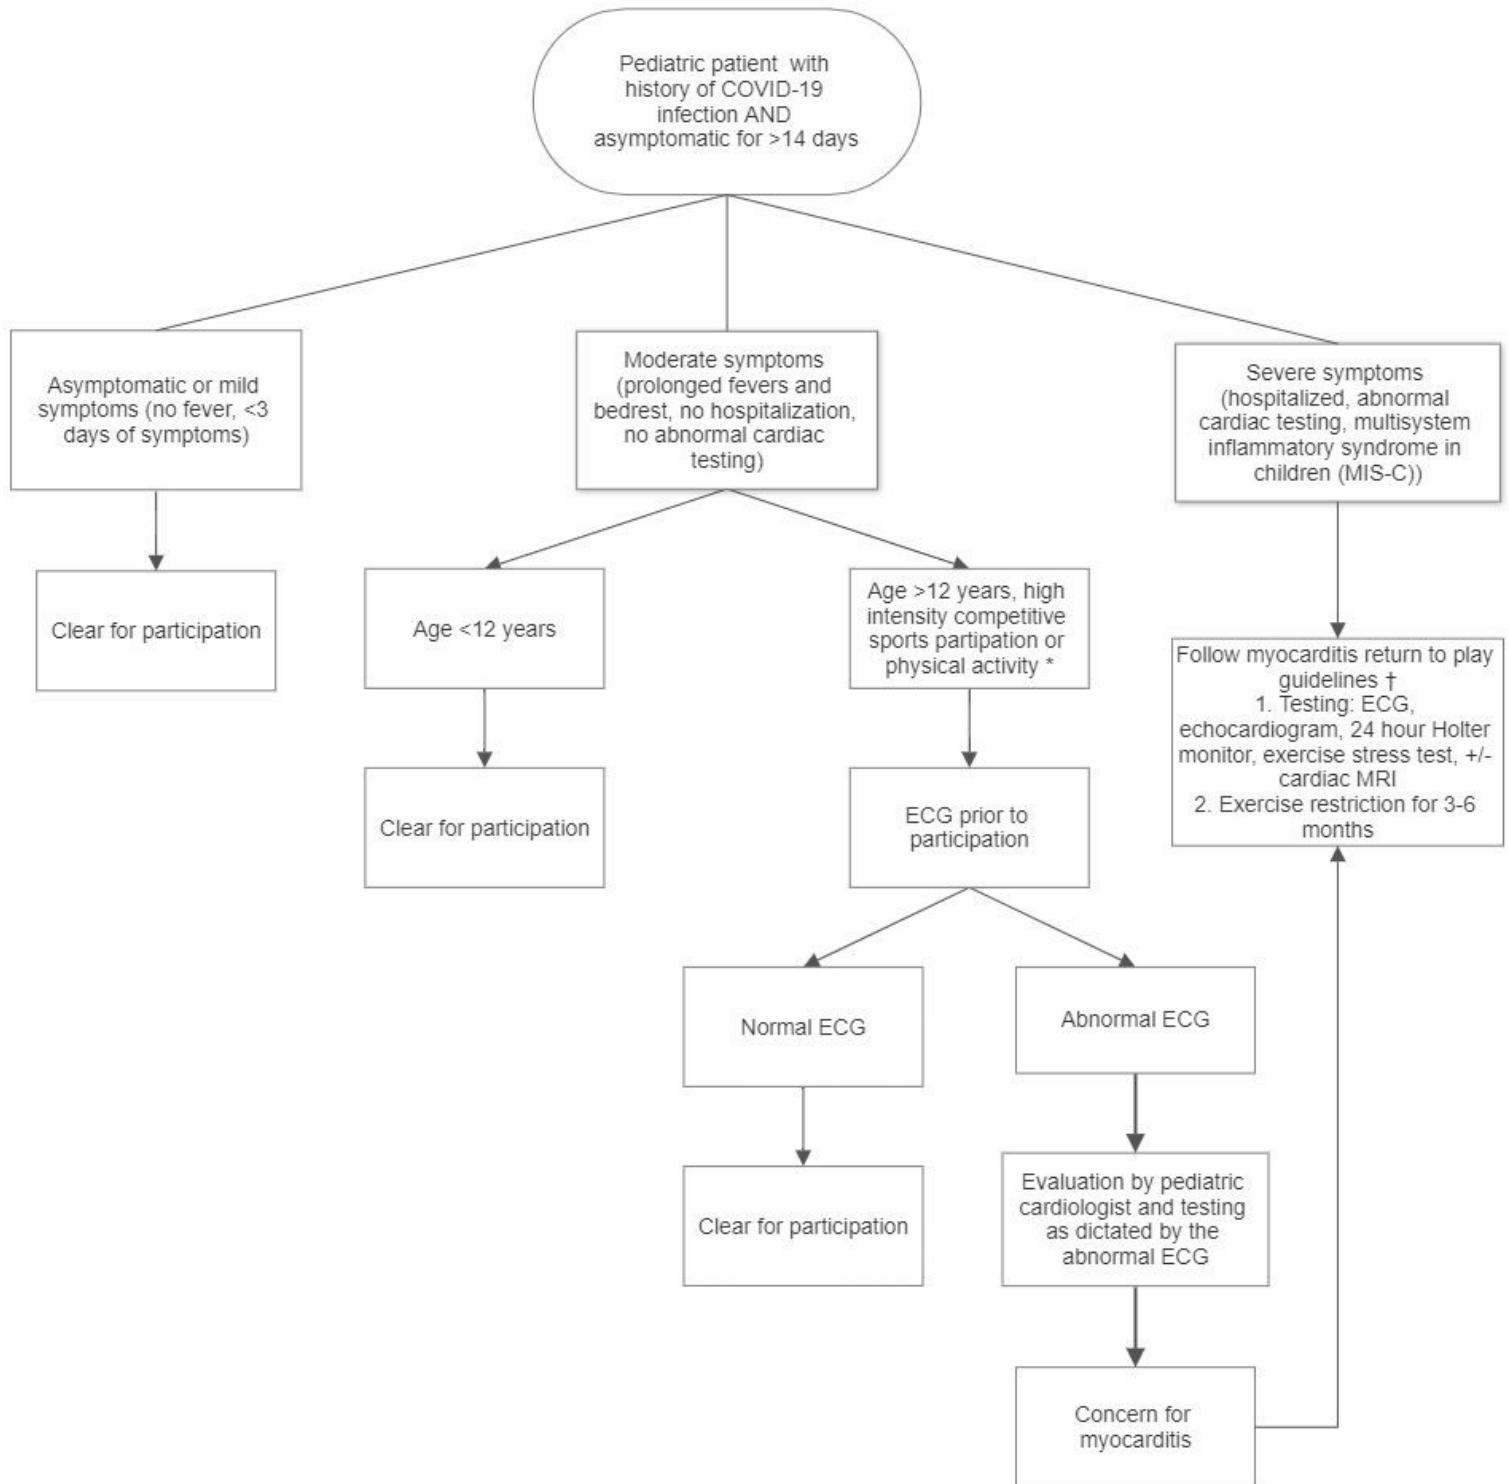 Pediatric patient with
history of COVID-19
infection AND
asymptomatic for >14 days
Asymptomatic or mild
symptoms (no fever, <3
days of symptoms)
Clear for participation
Moderate symptoms
(prolonged fevers and
bedrest, no hospitalization,
no abnormal cardiac
testing)
Age <12 years
Clear for participation
Age >12 years, high
intensity competitive
sports partipation or
physical activity *
ECG prior to
participation
Normal ECG
Clear for participation
Abnormal ECG
Evaluation by pediatric
cardiologist and testing
as dictated by the
abnormal ECG
Concern for
myocarditis
Severe symptoms
(hospitalized, abnormal
cardiac testing, multisystem
inflammatory syndrome in
children (MIS-C))
Follow myocarditis return to play
guidelines †
1. Testing: ECG,
echocardiogram, 24 hour Holter
monitor, exercise stress test, +/-
cardiac MRI
2. Exercise restriction for 3-6
months